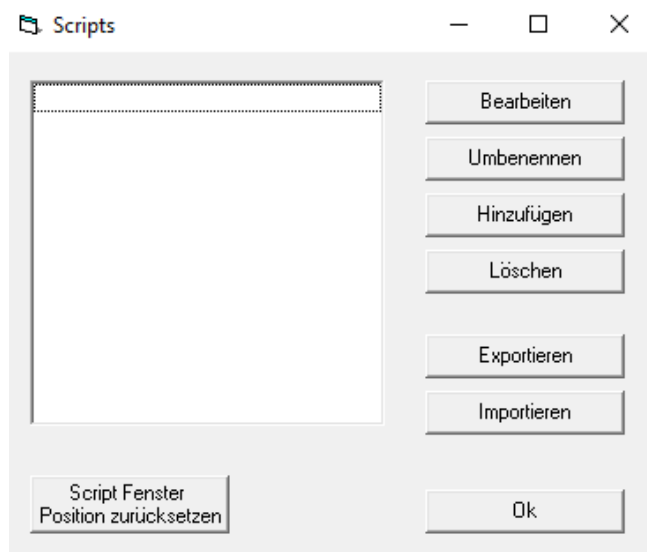 Scripts
Bearbeiten
Umbenennen
Hinzufügen
Löschen
Exportieren
Importieren
Script Fenster
Position zurücksetzen
Ok